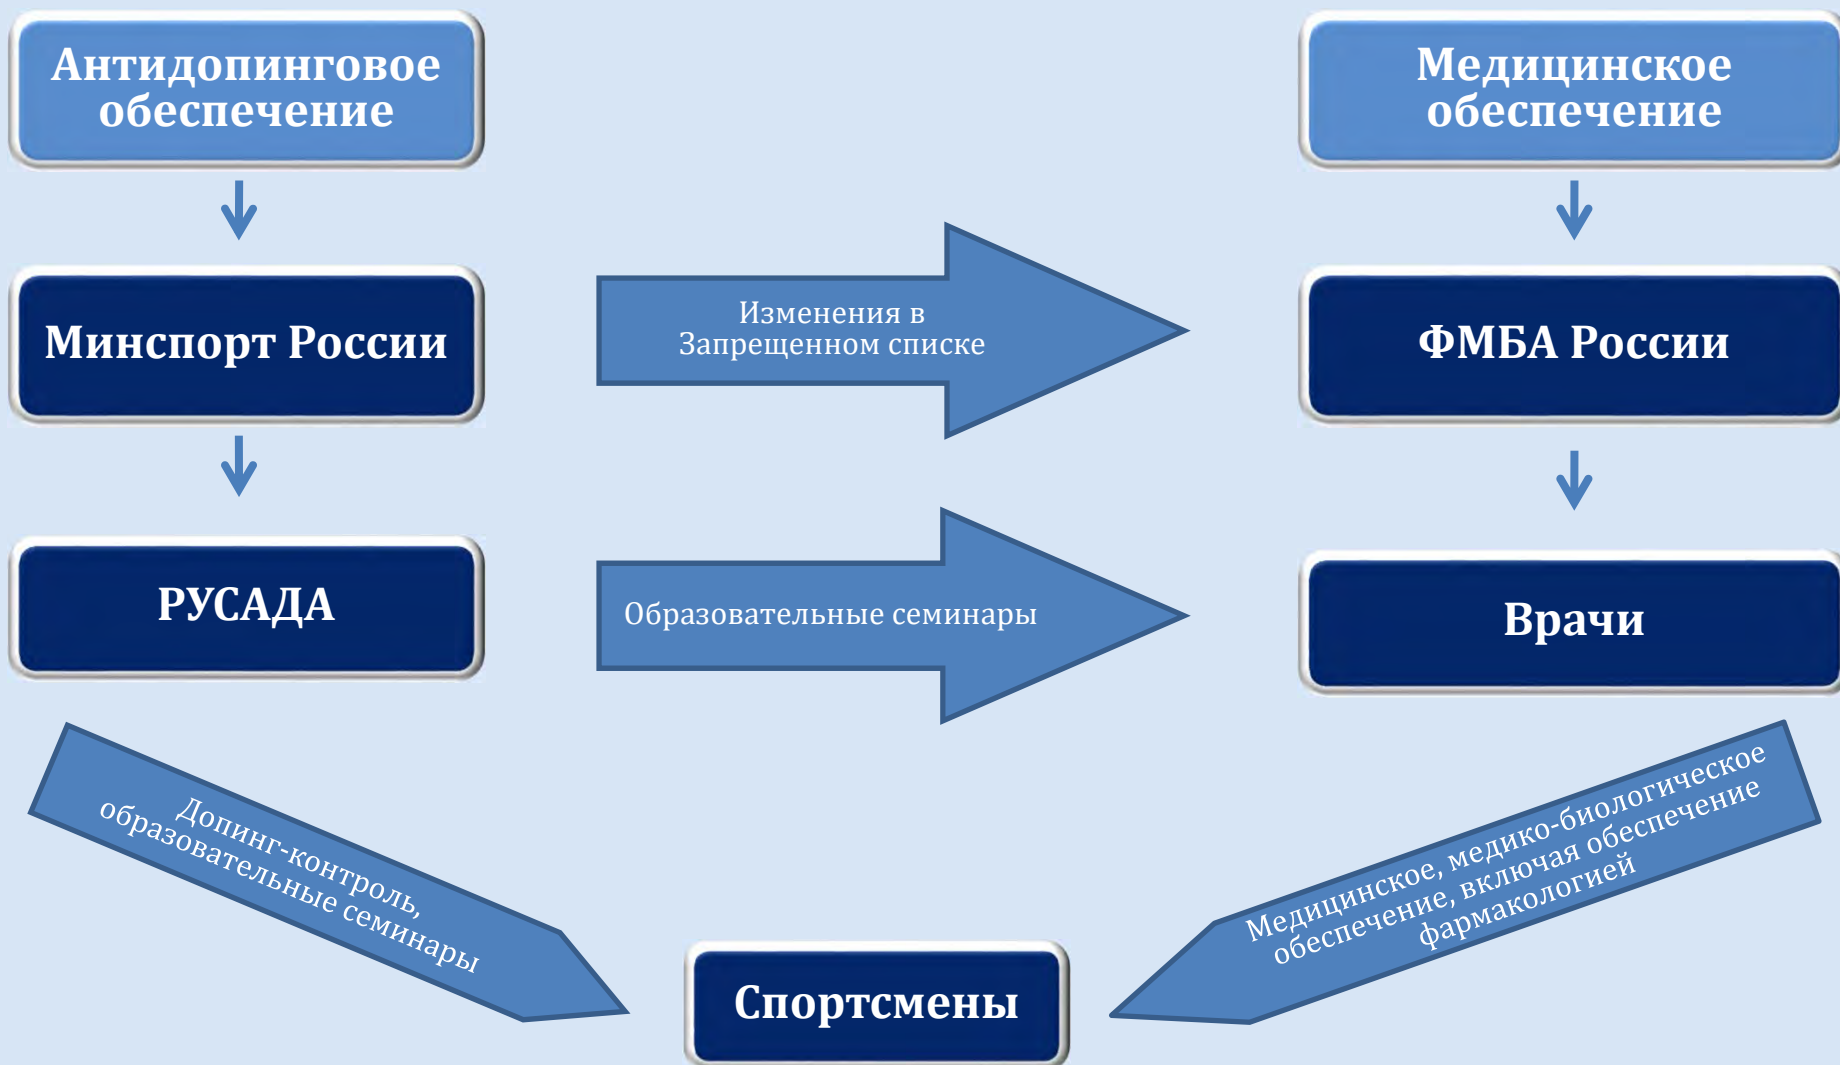 Антидопинговое
обеспечение
Медицинское
обеспечение
Минспорт России
Изменения в
Запрещенном списке
ФМБА России
РУСАДА
Образовательные семинары
Врачи
Допинг-контроль,
образовательные семинары
Медицинское, медико-биологическое
обеспечение, включая обеспечение
фармакологией
Спортсмены